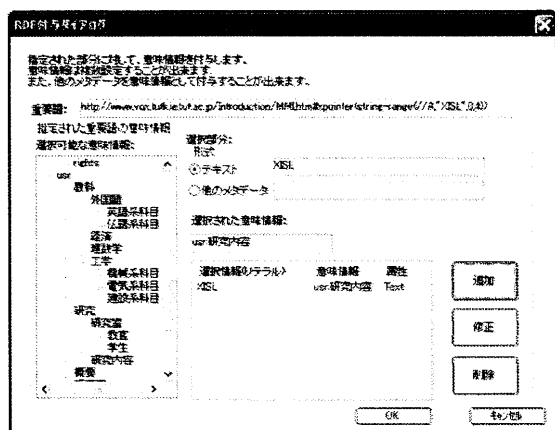 RDF付与ダイアログ
指定された部分に対して、意味情報を付与します。
意味情報は複数設定することが出来ます。
また、他のメタデータを意味情報として付与することが出来ます。
重要語:
指定された重要語の意味情報
選択可能な意味情報:
選択部分:
形式
rights
usr
教科
外国語
英語系科目
仏語系科目
経済
理数学
工学
機械系科目
電気系科目
建設系科目
研究
研究室
教官
学生
研究内容
概要
テキスト
XISL
他のメタデータ
選択された意味情報:
usr:研究内容
選択情報(リテラル) 意味情報 属性
XISL usr:研究内容 Text
追加
修正
削除
OK
キャンセル